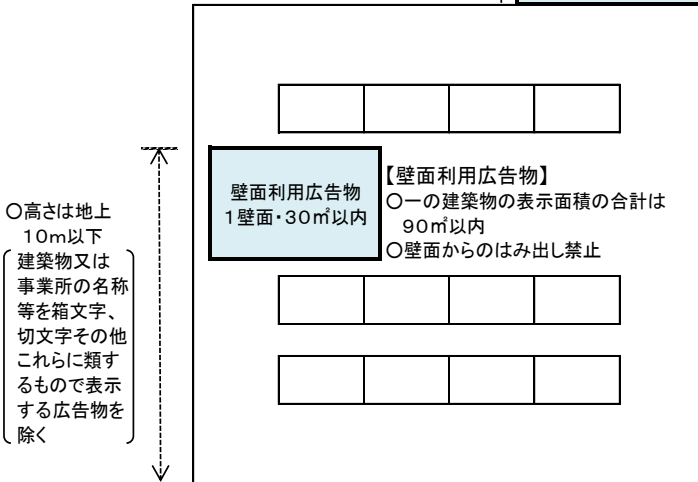 壁面利用広告物
1壁面・30㎡以内
【壁面利用広告物】
○一の建築物の表示面積の合計は
90㎡以内
○壁面からのはみ出し禁止
○高さは地上
10m以下
建築物又は
事業所の名称
等を箱文字、
切文字その他
これらに類す
るもので表示
する広告物を
除く